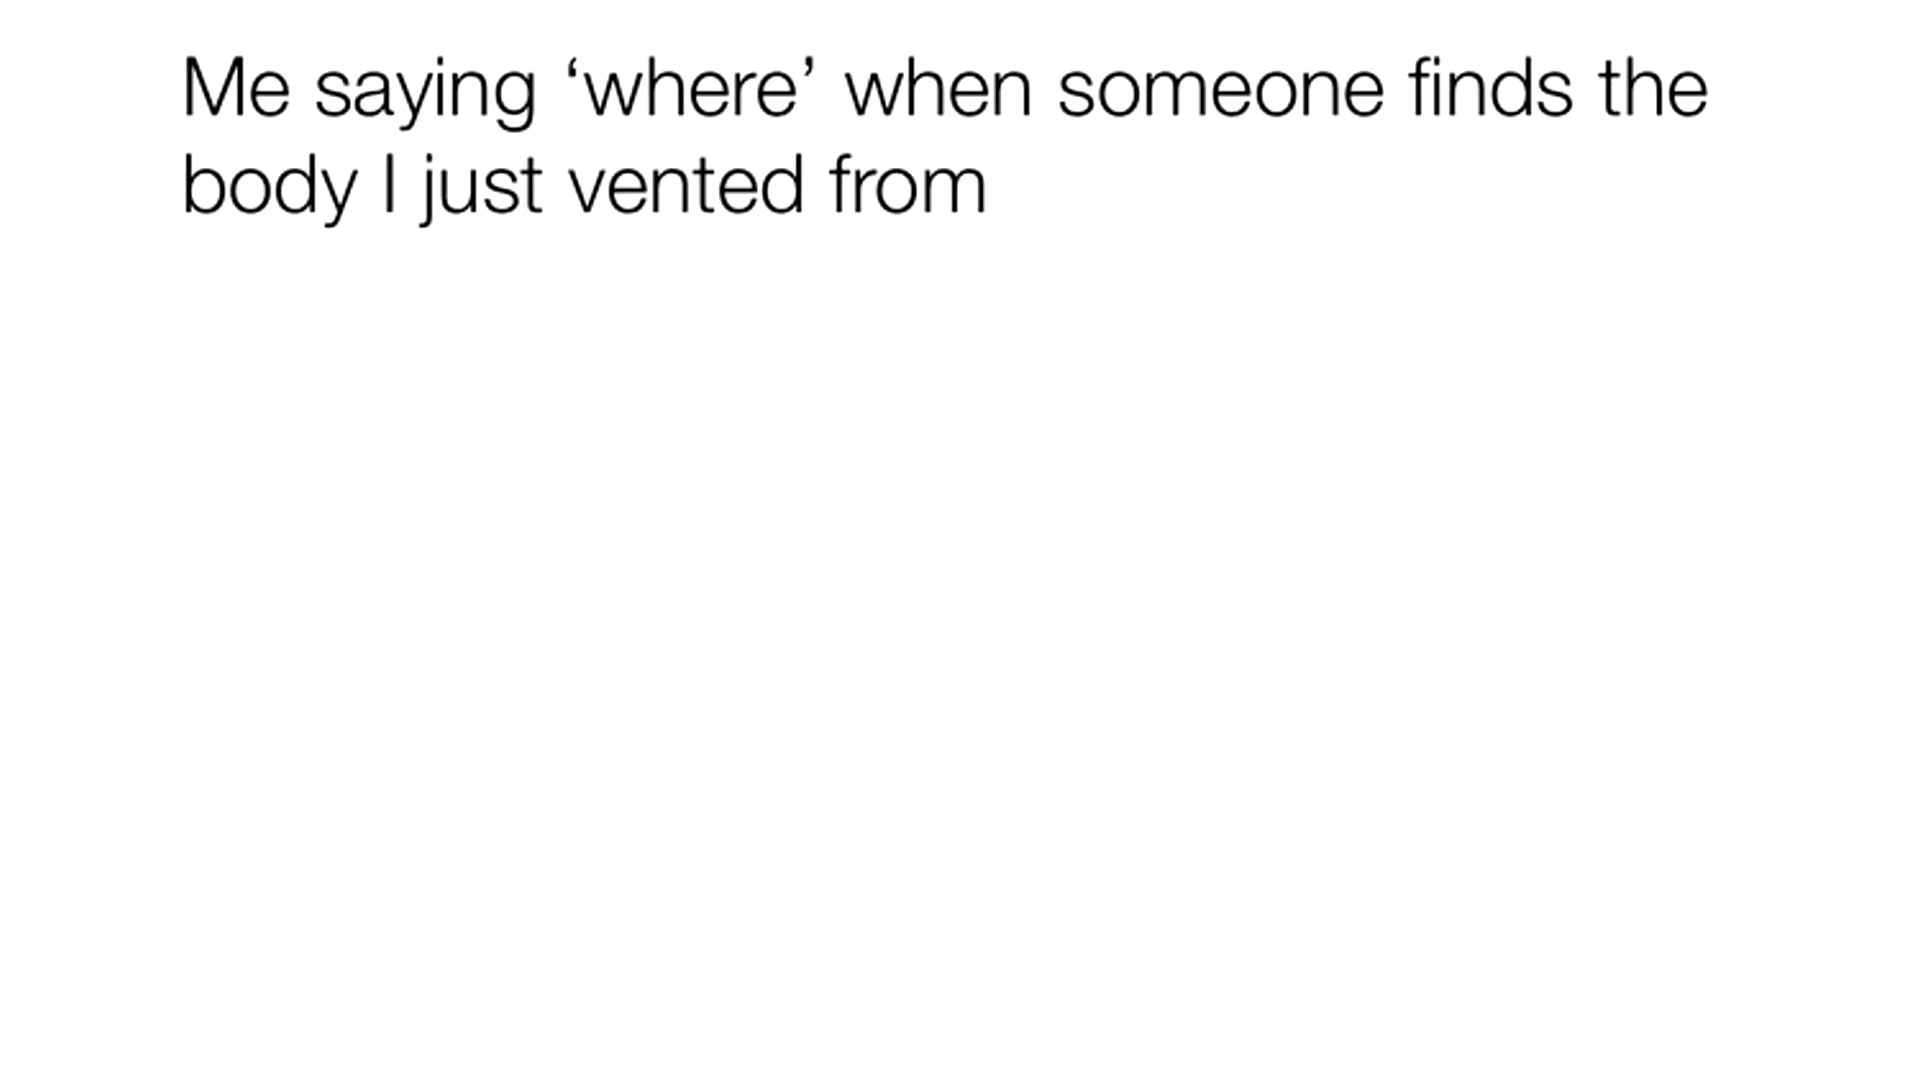 Me saying ‘where’ when someone finds the
body I just vented from